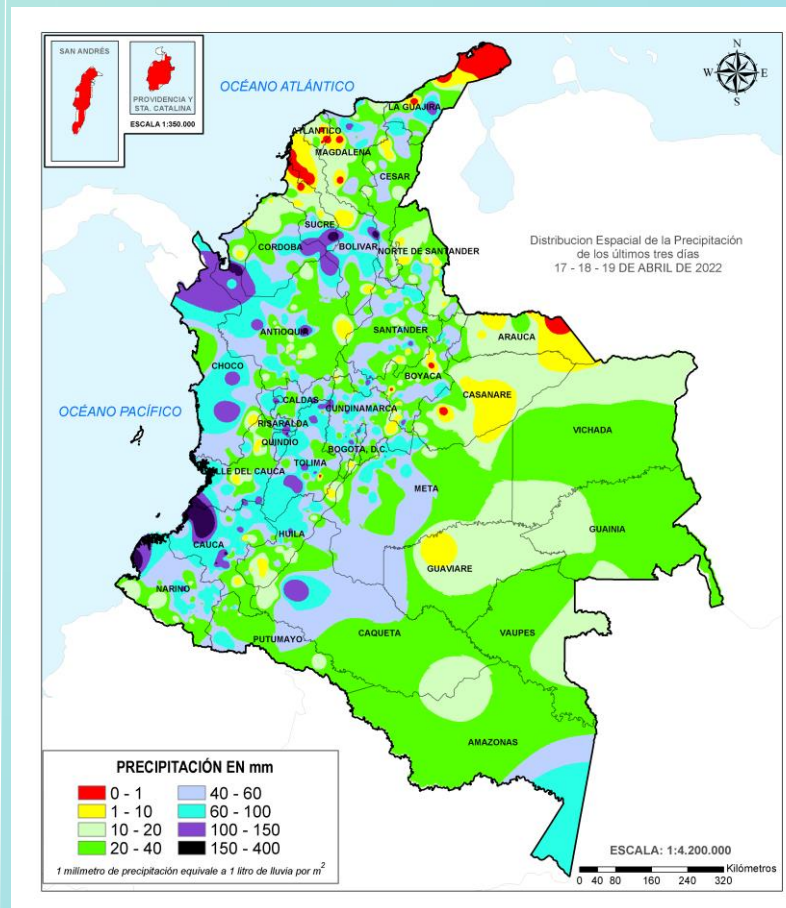 SAN ANDRÉS
PROVIDENCIA Y
STA. CATALINA
ESCALA 1:350.000
OCÉANO ATLÁNTICO
N
W
E
S
LA GUAJIRA
ATLANTICO
MAGDALENA
CESAR
SUCRE
CORDOBA
BOLIVAR
NORTE DE SANTANDER
Distribucion Espacial de la Precipitación
de los últimos tres días
17 - 18 - 19 DE ABRIL DE 2022
ANTIOQUIA
SANTANDER
ARAUCA
CHOCO
BOYACA
CASANARE
OCÉANO PACÍFICO
CALDAS
CUNDINAMARCA
RISARALDA
VICHADA
QUINDIO
BOGOTA, D.C.
TOLIMA
VALLE DEL CAUCA
META
GUAINIA
HUILA
CAUCA
GUAVIARE
NARIÑO
PUTUMAYO
CAQUETA
VAUPES
AMAZONAS
PRECIPITACIÓN EN mm
0 - 1
40 - 60
1 - 10
60 - 100
10 - 20
100 - 150
20 - 40
150 - 400
1 milímetro de precipitación equivale a 1 litro de lluvia por m²
ESCALA: 1:4.200.000
Kilómetros
0 40 80 160 240 320